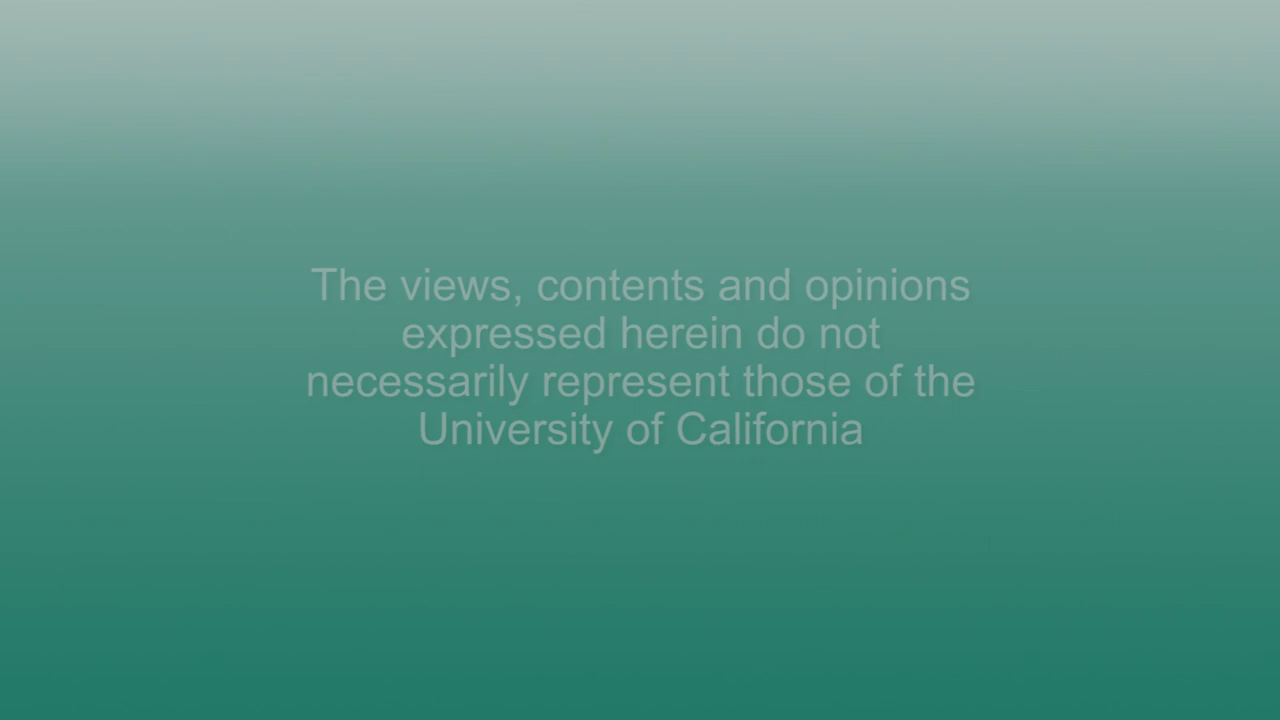 The views, contents and opinions
expressed herein do not
necessarily represent those of the
University of California